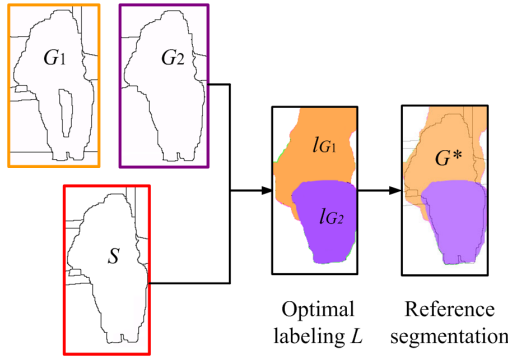 G1
G2
S
lG1
lG2
G*
Optimal
labeling L
Reference
segmentation